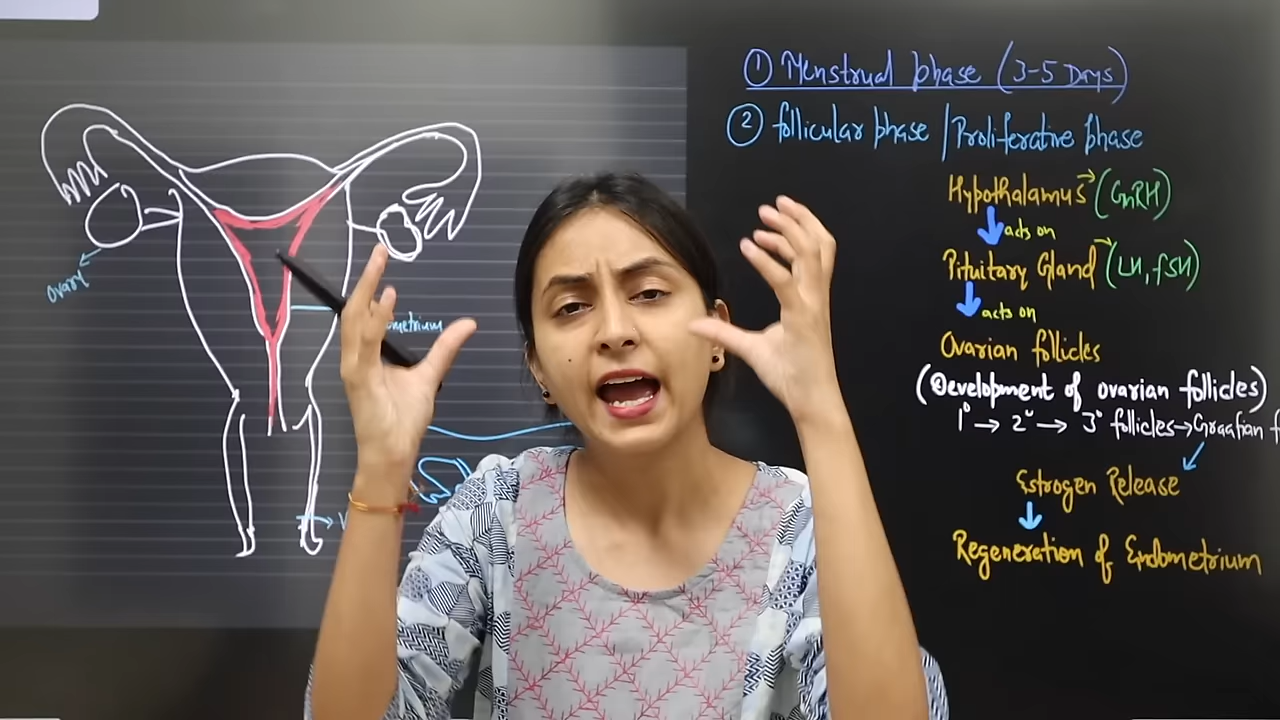 ① Menstrual phase (3-5 Days)
② follicular phase / Proliferative phase
Hypothalamus → (GnRH)
acts on
Pituitary Gland → (LH, FSH)
acts on
Ovarian follicles
(Development of ovarian follicles)
1° → 2° → 3° follicles → Graafian
Estrogen Release
Regeneration of Endometrium
Ovary